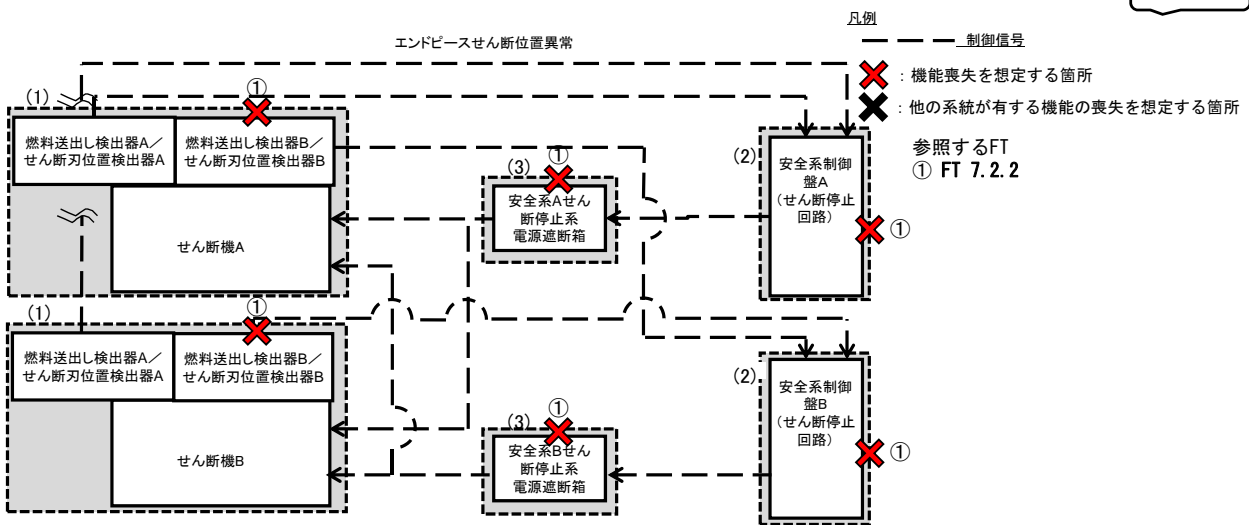 凡例
制御信号
：機能喪失を想定する箇所
：他の系統が有する機能の喪失を想定する箇所
参照するFT
① FT 7.2.2
エンドピースせん断位置異常
(1)
①
燃料送出し検出器A／
せん断刃位置検出器A
燃料送出し検出器B／
せん断刃位置検出器B
せん断機A
(3)
①
安全系Aせん
断停止系
電源遮断箱
(2)
安全系制御
盤A
（せん断停止
回路）
①
(1)
①
燃料送出し検出器A／
せん断刃位置検出器A
燃料送出し検出器B／
せん断刃位置検出器B
せん断機B
(3)
①
安全系Bせん
断停止系
電源遮断箱
(2)
安全系制御
盤B
（せん断停止
回路）
①